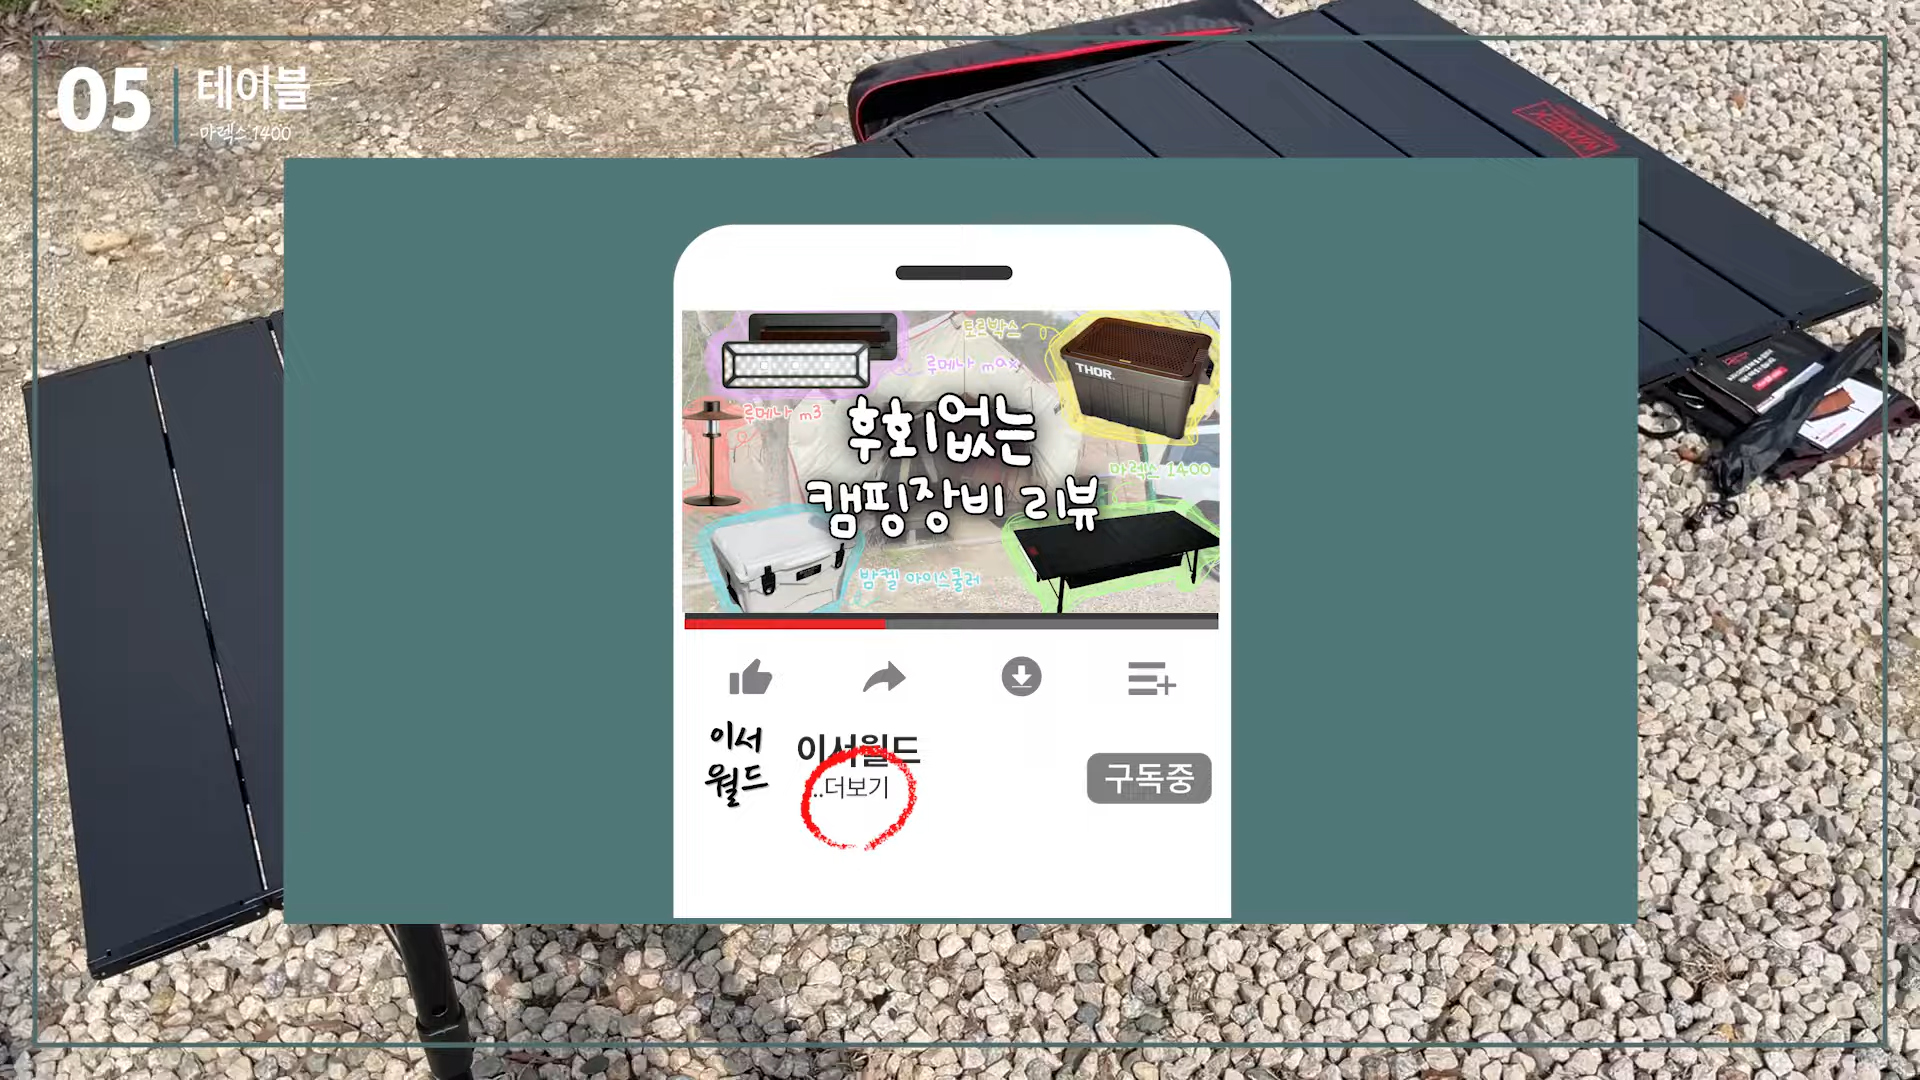 05
테이블
마렉스 1400
MAREX
토르박스
루메나 max
THOR.
루메나 m3
후회없는
마렉스 1400
캠핑장비 리뷰
밤켈 아이스쿨러
이서
월드
이서월드
..더보기
구독중